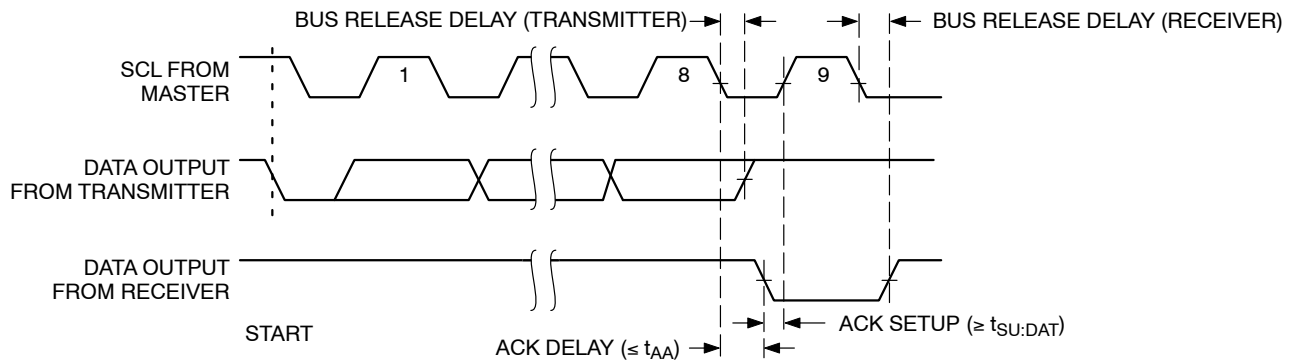 BUS RELEASE DELAY (TRANSMITTER)
BUS RELEASE DELAY (RECEIVER)
SCL FROM
MASTER
1
8
9
DATA OUTPUT
FROM TRANSMITTER
DATA OUTPUT
FROM RECEIVER
START
ACK SETUP (≥ tSU:DAT)
ACK DELAY (≤ tAA)